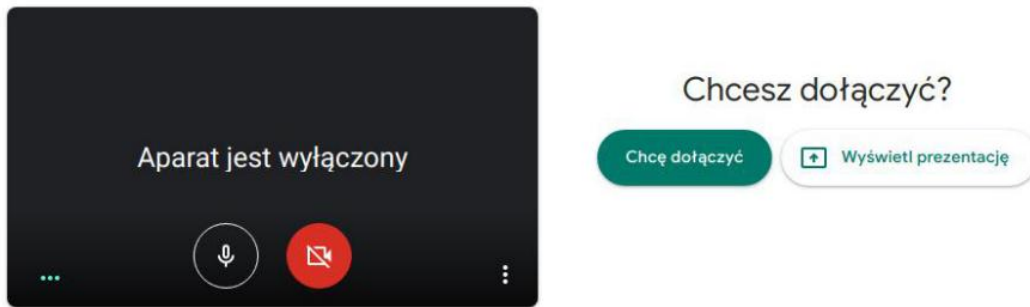 Chcesz dołączyć?
Aparat jest wyłączony
Chcę dołączyć
Wyświetl prezentację